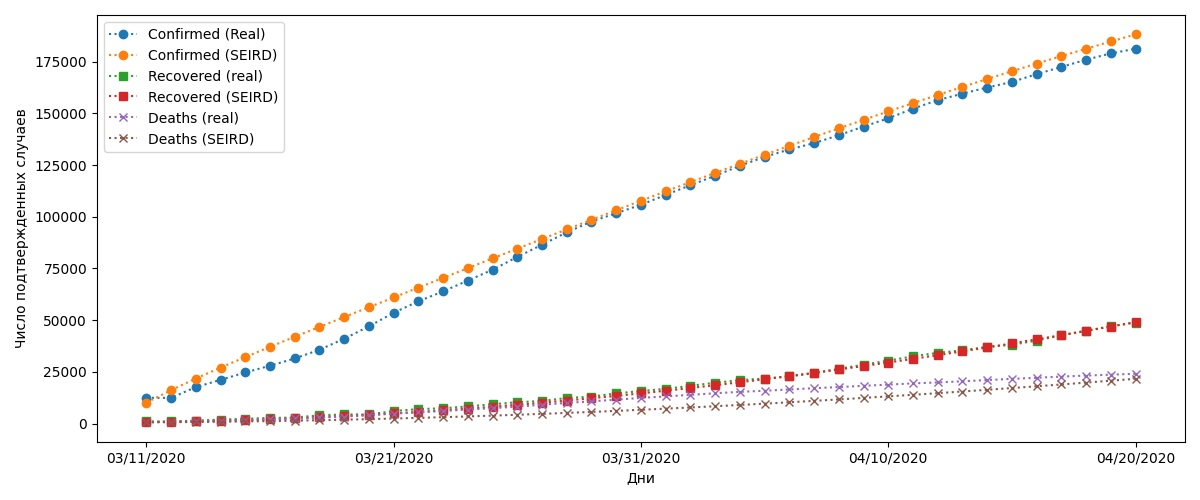 Confirmed (Real)
Confirmed (SEIRD)
Recovered (real)
Recovered (SEIRD)
Deaths (real)
Deaths (SEIRD)
Число подтвержденных случаев
175000
150000
125000
100000
75000
50000
25000
0
03/11/2020
03/21/2020
03/31/2020
04/10/2020
04/20/2020
Дни